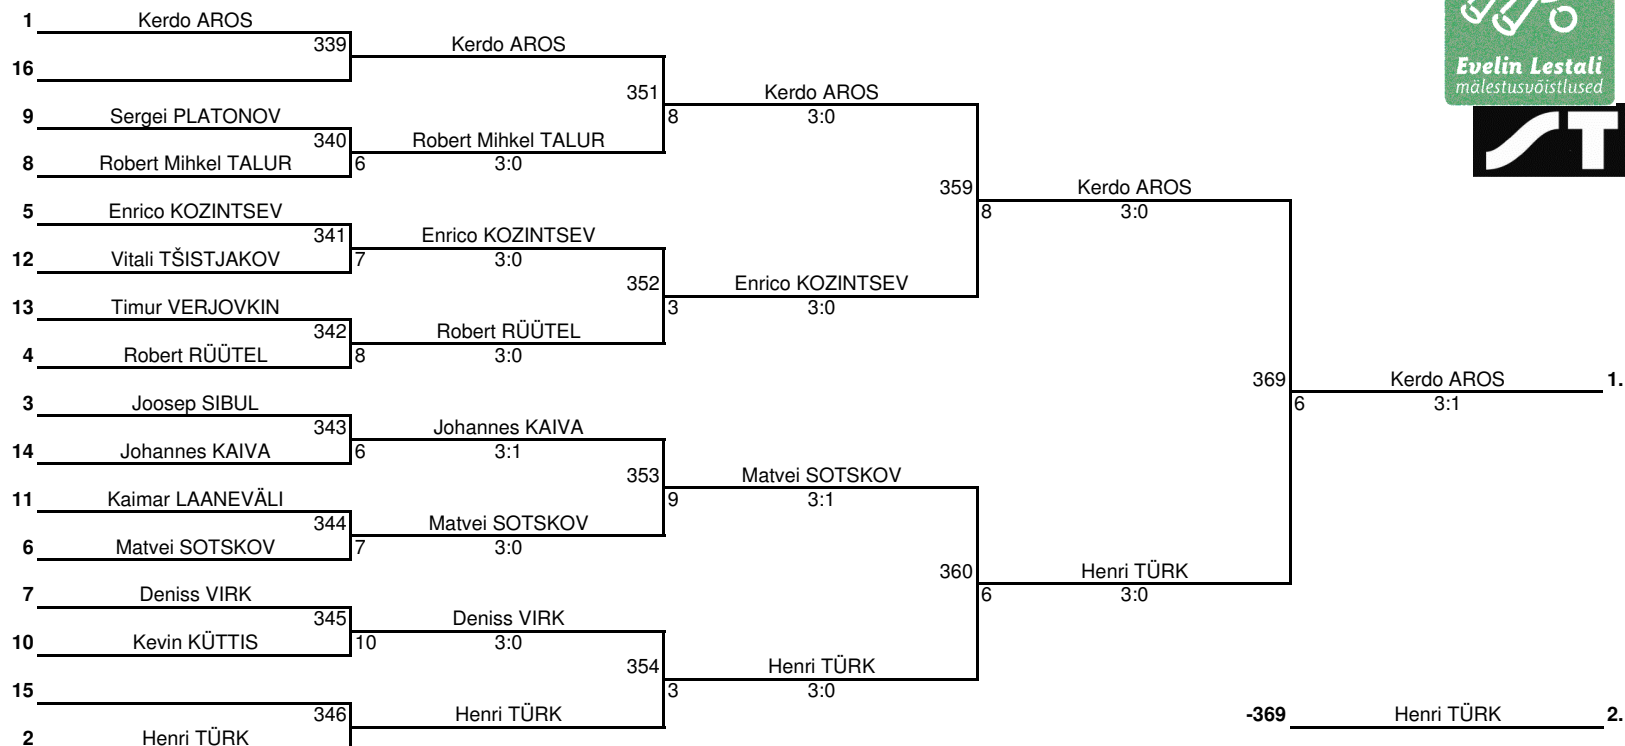 1 Kerdo AROS
339 Kerdo AROS
16
351 Kerdo AROS
8 3:0
9 Sergei PLATONOV
340 Robert Mihkel TALUR
8 Robert Mihkel TALUR 6 3:0
359 Kerdo AROS
8 3:0
5 Enrico KOZINTSEV
341 Enrico KOZINTSEV
12 Vitali TŠISTJAKOV 7 3:0
352 Enrico KOZINTSEV
3 3:0
13 Timur VERJOVKIN
342 Robert RÜÜTEL
4 Robert RÜÜTEL 8 3:0
369 Kerdo AROS 1.
6 3:1
3 Joosep SIBUL
343 Johannes KAIVA
14 Johannes KAIVA 6 3:1
353 Matvei SOTSKOV
9 3:1
11 Kaimar LAANEVÄLI
344 Matvei SOTSKOV
6 Matvei SOTSKOV 7 3:0
360 Henri TÜRK
6 3:0
7 Deniss VIRK
345 Deniss VIRK
10 Kevin KÜTTIS 10 3:0
354 Henri TÜRK
3 3:0
15
346 Henri TÜRK
2 Henri TÜRK
-369 Henri TÜRK 2.
Evelin Lestali
mälestusvõistlused
ST